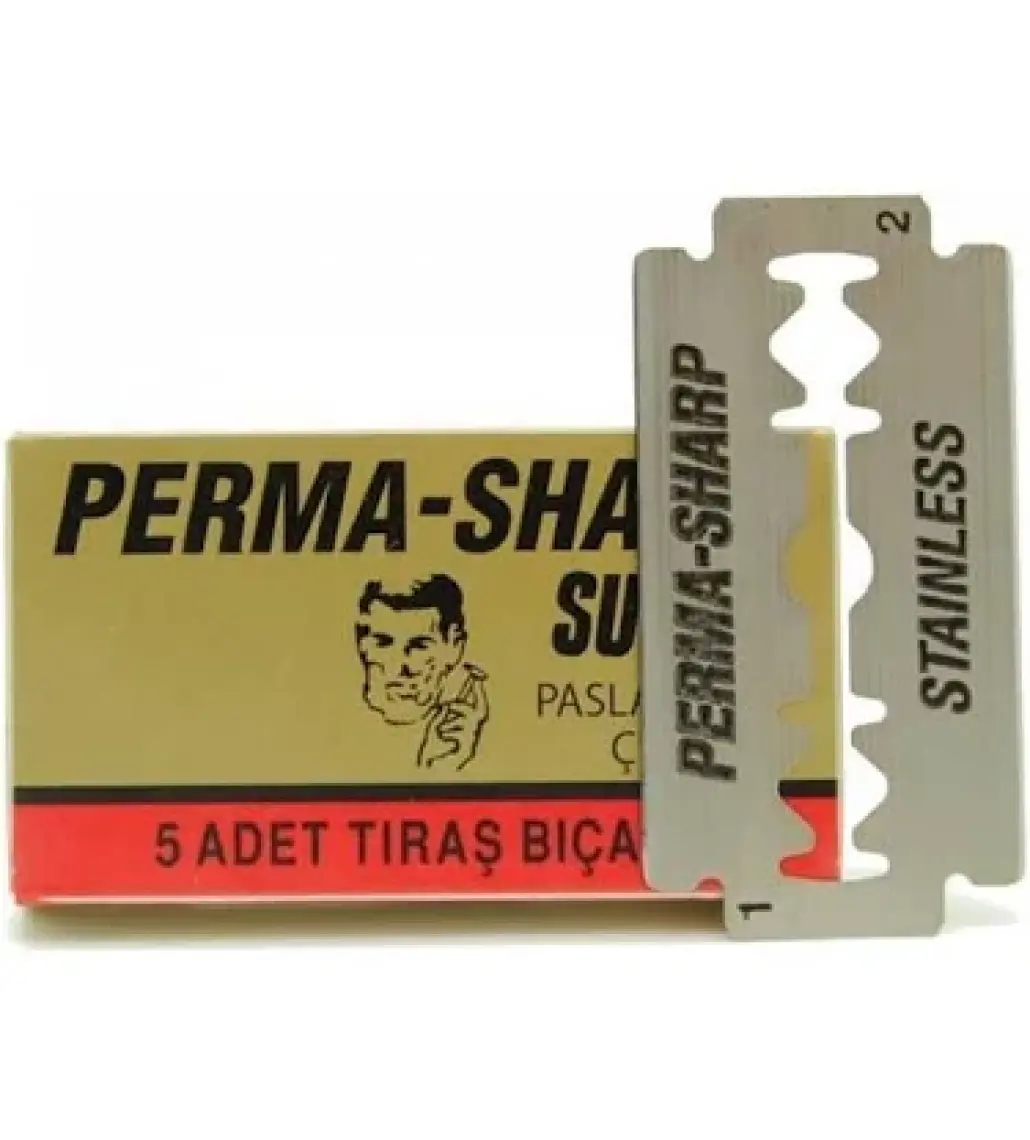 PERMA-SHA
SU
PASLA
Ç
5 ADET TIRAŞ BIÇA
2
PERMA-SHARP
STAINLESS
1